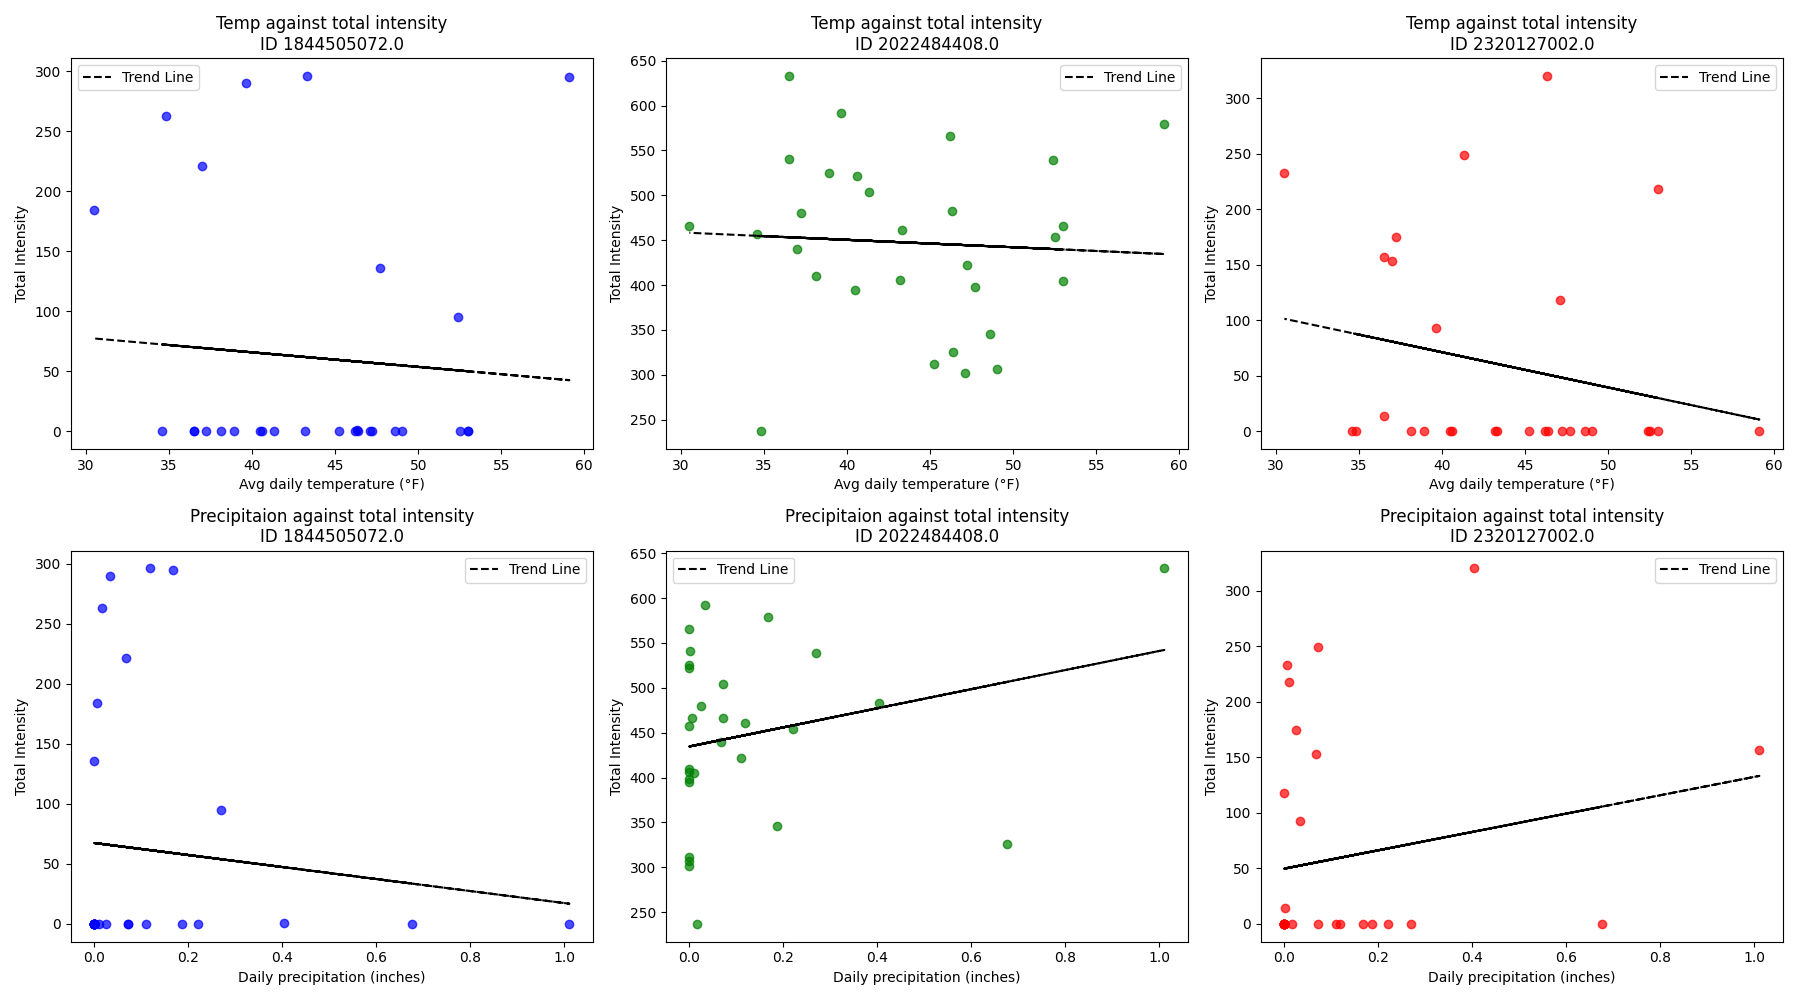 Temp against total intensity
ID 1844505072.0
Trend Line
300
250
200
150
100
50
0
Total Intensity
30 35 40 45 50 55 60
Avg daily temperature (°F)
Temp against total intensity
ID 2022484408.0
Trend Line
650
600
550
500
450
400
350
300
250
Total Intensity
30 35 40 45 50 55 60
Avg daily temperature (°F)
Temp against total intensity
ID 2320127002.0
Trend Line
300
250
200
150
100
50
0
Total Intensity
30 35 40 45 50 55 60
Avg daily temperature (°F)
Precipitaion against total intensity
ID 1844505072.0
Trend Line
300
250
200
150
100
50
0
Total Intensity
0.0 0.2 0.4 0.6 0.8 1.0
Daily precipitation (inches)
Precipitaion against total intensity
ID 2022484408.0
Trend Line
650
600
550
500
450
400
350
300
250
Total Intensity
0.0 0.2 0.4 0.6 0.8 1.0
Daily precipitation (inches)
Precipitaion against total intensity
ID 2320127002.0
Trend Line
300
250
200
150
100
50
0
Total Intensity
0.0 0.2 0.4 0.6 0.8 1.0
Daily precipitation (inches)